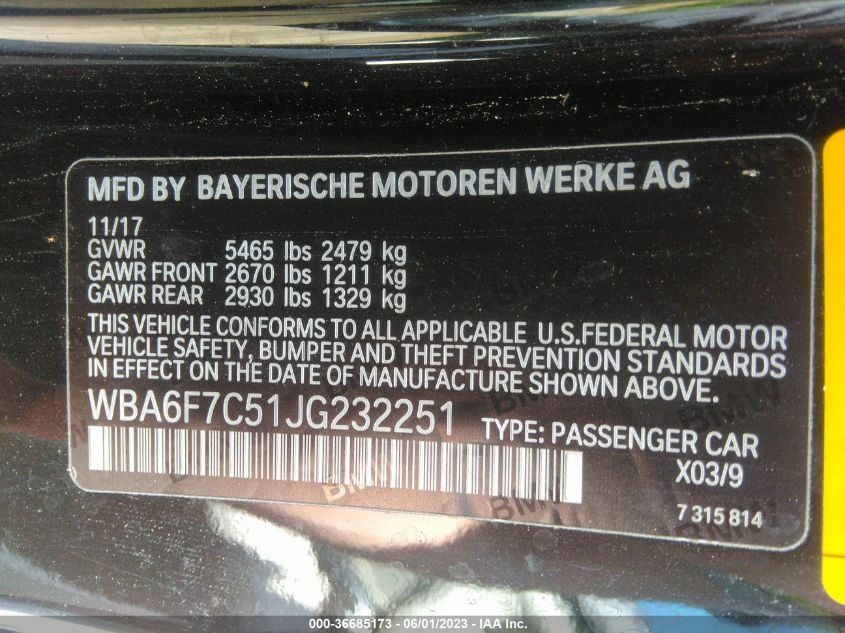 MFD BY BAYERISCHE MOTOREN WERKE AG
11/17
GVWR 5465 lbs 2479 kg
GAWR FRONT 2670 lbs 1211 kg
GAWR REAR 2930 lbs 1329 kg
THIS VEHICLE CONFORMS TO ALL APPLICABLE U.S.FEDERAL MOTOR
VEHICLE SAFETY, BUMPER AND THEFT PREVENTION STANDARDS
IN EFFECT ON THE DATE OF MANUFACTURE SHOWN ABOVE.
WBA6F7C51JG232251 TYPE: PASSENGER CAR
X03/9
7 315 814
000-36685173 - 06/01/2023 - © IAA Inc.